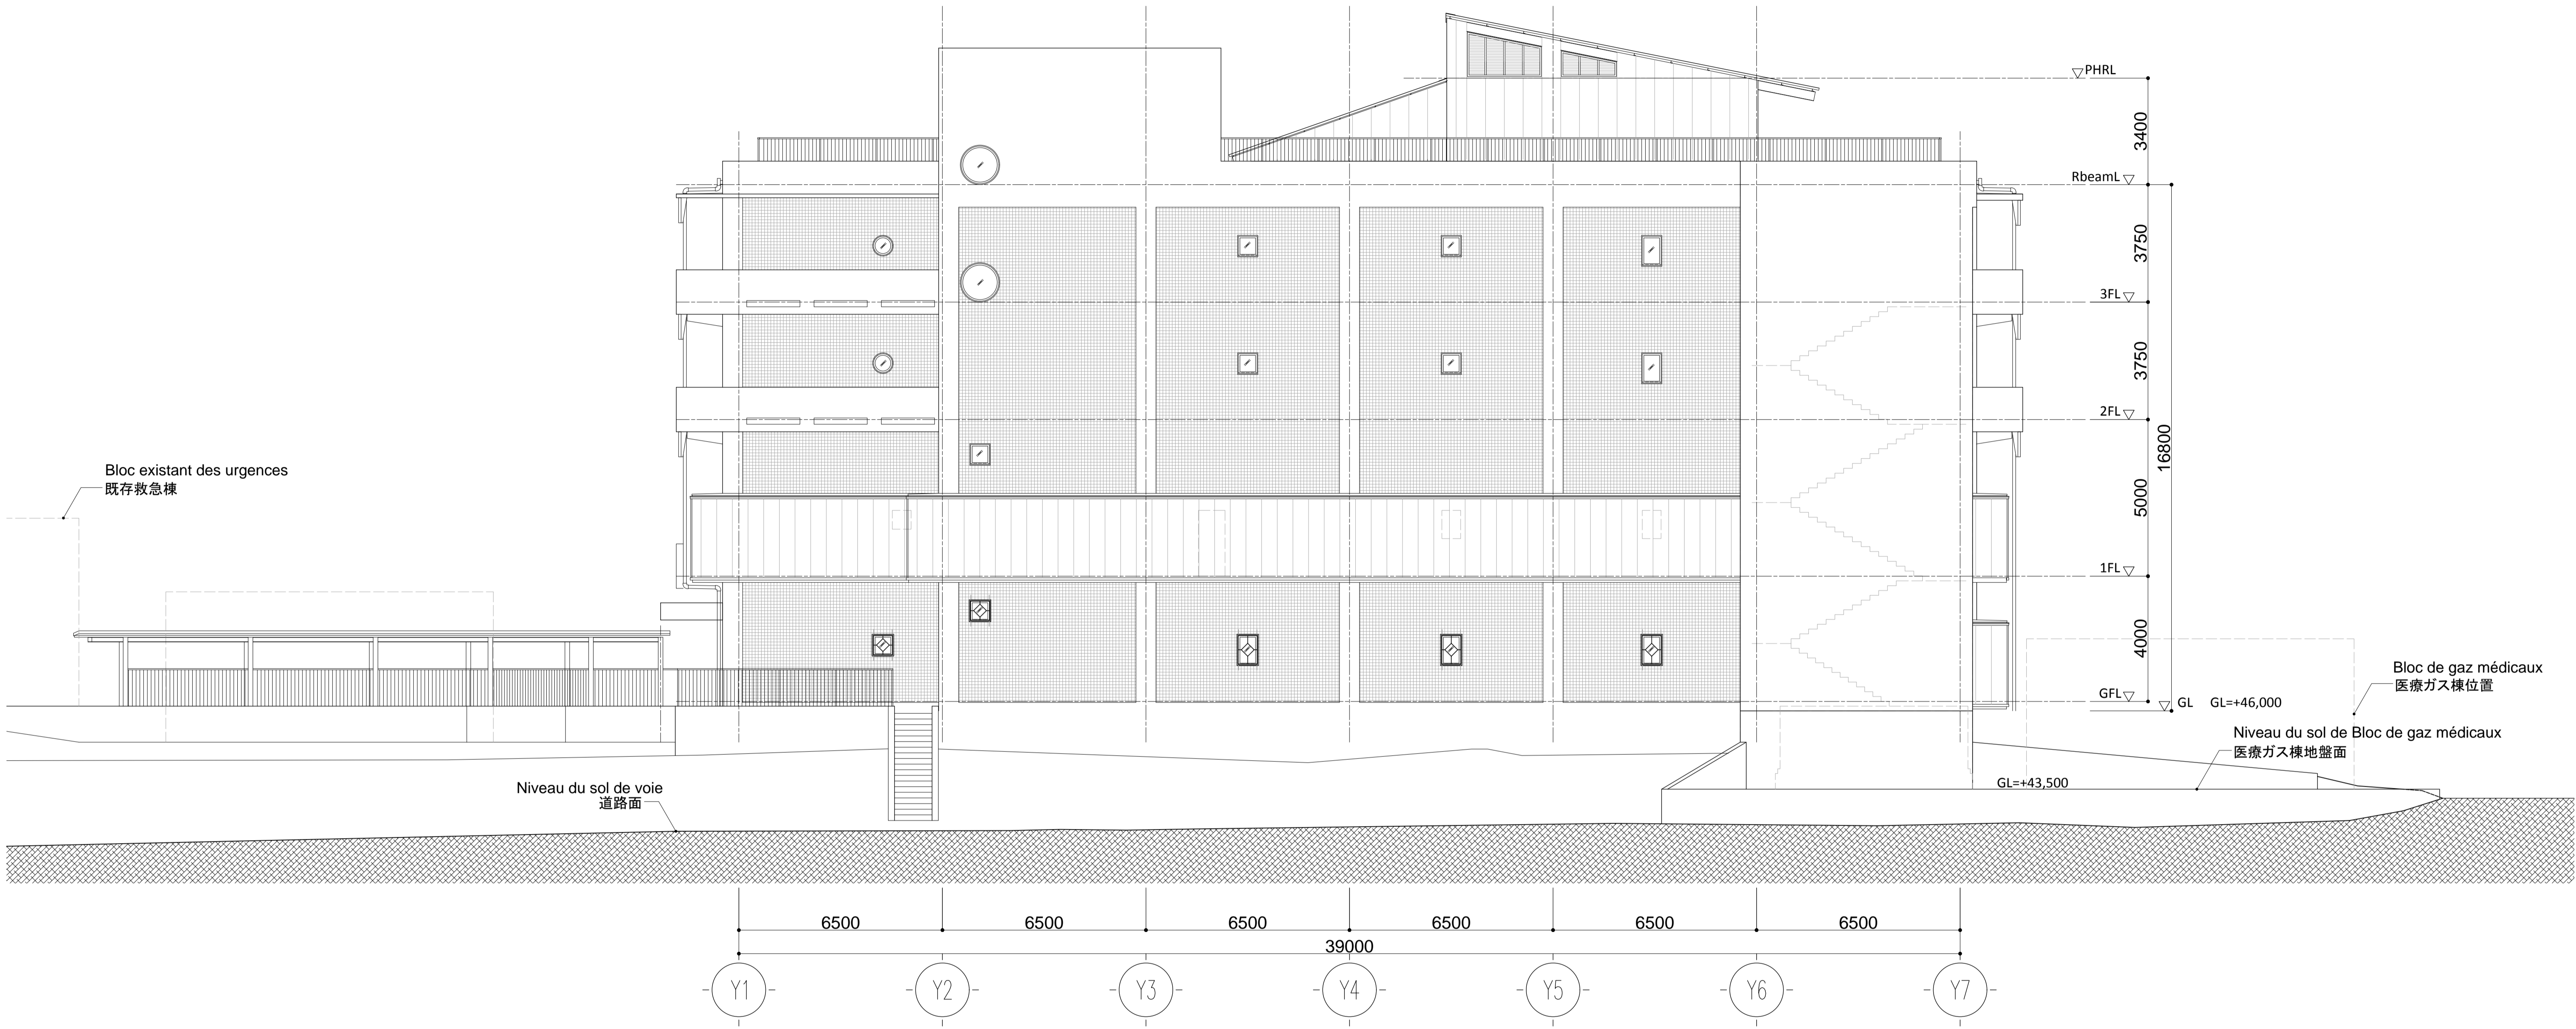 PHRL
3400
RbeamL
3750
3FL
3750
2FL
16800
5000
1FL
4000
GFL
GL GL=+46,000
Bloc existant des urgences
既存救急棟
Bloc de gaz médicaux
医療ガス棟位置
Niveau du sol de Bloc de gaz médicaux
医療ガス棟地盤面
GL=+43,500
Niveau du sol de voie
道路面
6500 6500 6500 6500 6500 6500
39000
Y1 Y2 Y3 Y4 Y5 Y6 Y7